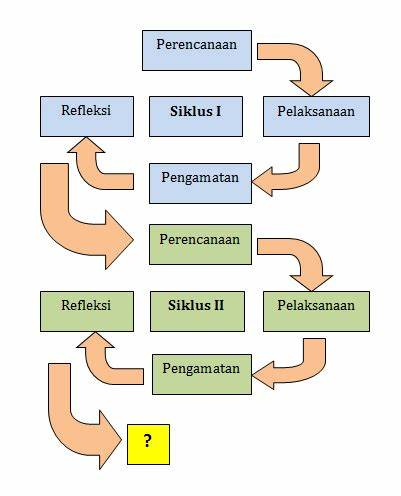 Perencanaan
Refleksi
Siklus I
Pelaksanaan
Pengamatan
Perencanaan
Refleksi
Siklus II
Pelaksanaan
Pengamatan
?